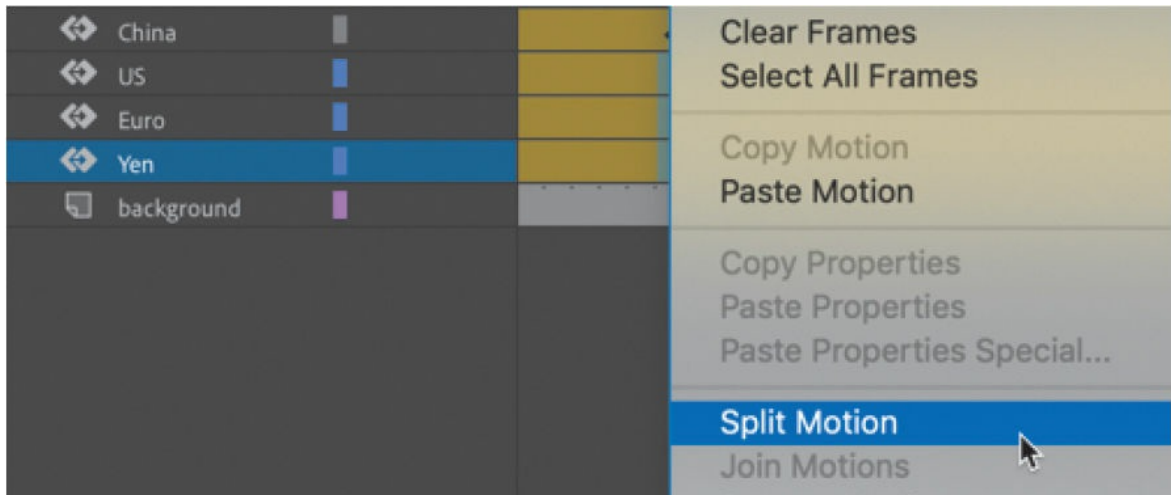 China
US
Euro
Yen
background
Clear Frames
Select All Frames
Copy Motion
Paste Motion
Copy Properties
Paste Properties
Paste Properties Special...
Split Motion
Join Motions